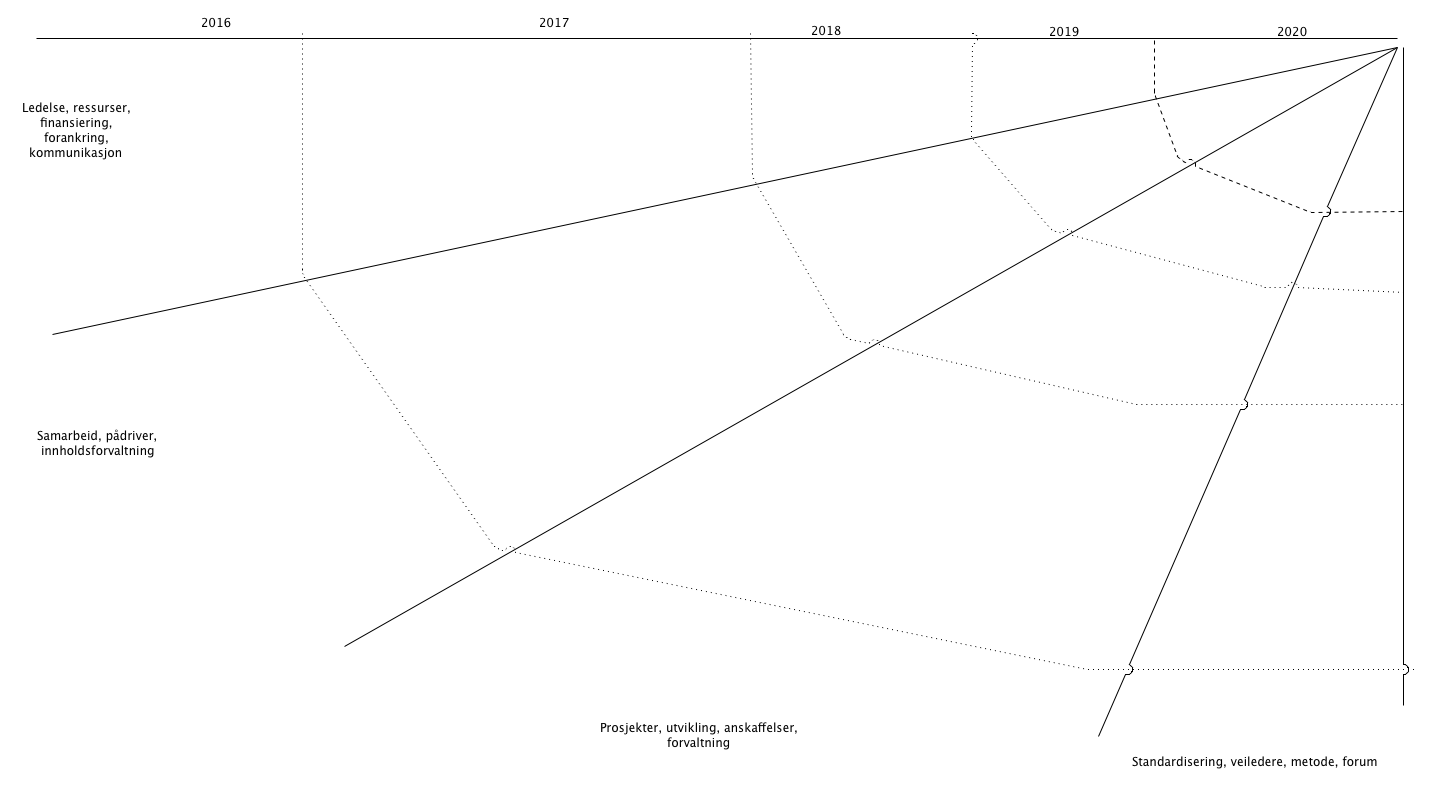 2016
2017
2018
2019
2020
Ledelse, ressurser,
finansiering,
forankring,
kommunikasjon
Samarbeid, pådriver,
innholdsforvaltning
Prosjekter, utvikling, anskaffelser,
forvaltning
Standardisering, veiledere, metode, forum